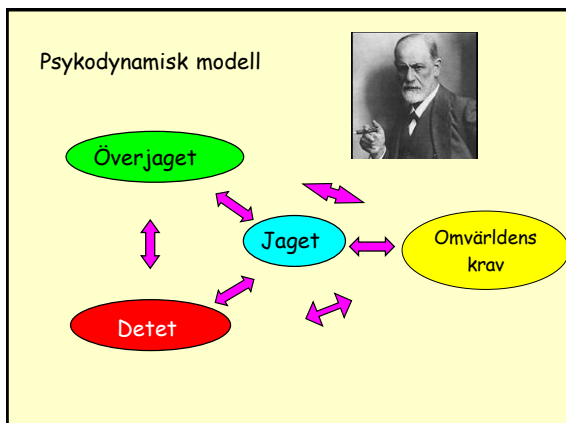 Psykodynamisk modell
Överjaget
Jaget
Omvärldens
krav
Detet